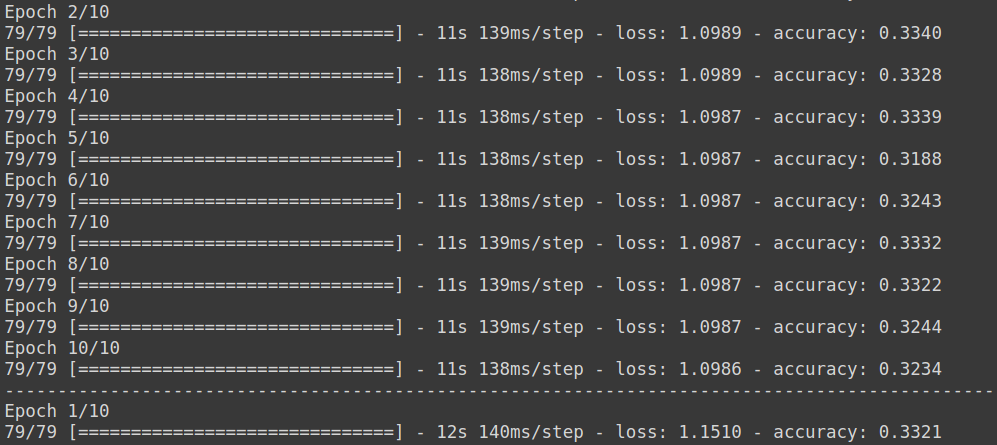 Epoch 2/10
79/79 [==============================] - 11s 139ms/step - loss: 1.0989 - accuracy: 0.3340
Epoch 3/10
79/79 [==============================] - 11s 138ms/step - loss: 1.0989 - accuracy: 0.3328
Epoch 4/10
79/79 [==============================] - 11s 138ms/step - loss: 1.0987 - accuracy: 0.3339
Epoch 5/10
79/79 [==============================] - 11s 138ms/step - loss: 1.0987 - accuracy: 0.3188
Epoch 6/10
79/79 [==============================] - 11s 138ms/step - loss: 1.0987 - accuracy: 0.3243
Epoch 7/10
79/79 [==============================] - 11s 139ms/step - loss: 1.0987 - accuracy: 0.3332
Epoch 8/10
79/79 [==============================] - 11s 139ms/step - loss: 1.0987 - accuracy: 0.3322
Epoch 9/10
79/79 [==============================] - 11s 139ms/step - loss: 1.0987 - accuracy: 0.3244
Epoch 10/10
79/79 [==============================] - 11s 138ms/step - loss: 1.0986 - accuracy: 0.3234
----------------------------------------------------------------------------------------------
Epoch 1/10
79/79 [==============================] - 12s 140ms/step - loss: 1.1510 - accuracy: 0.3321